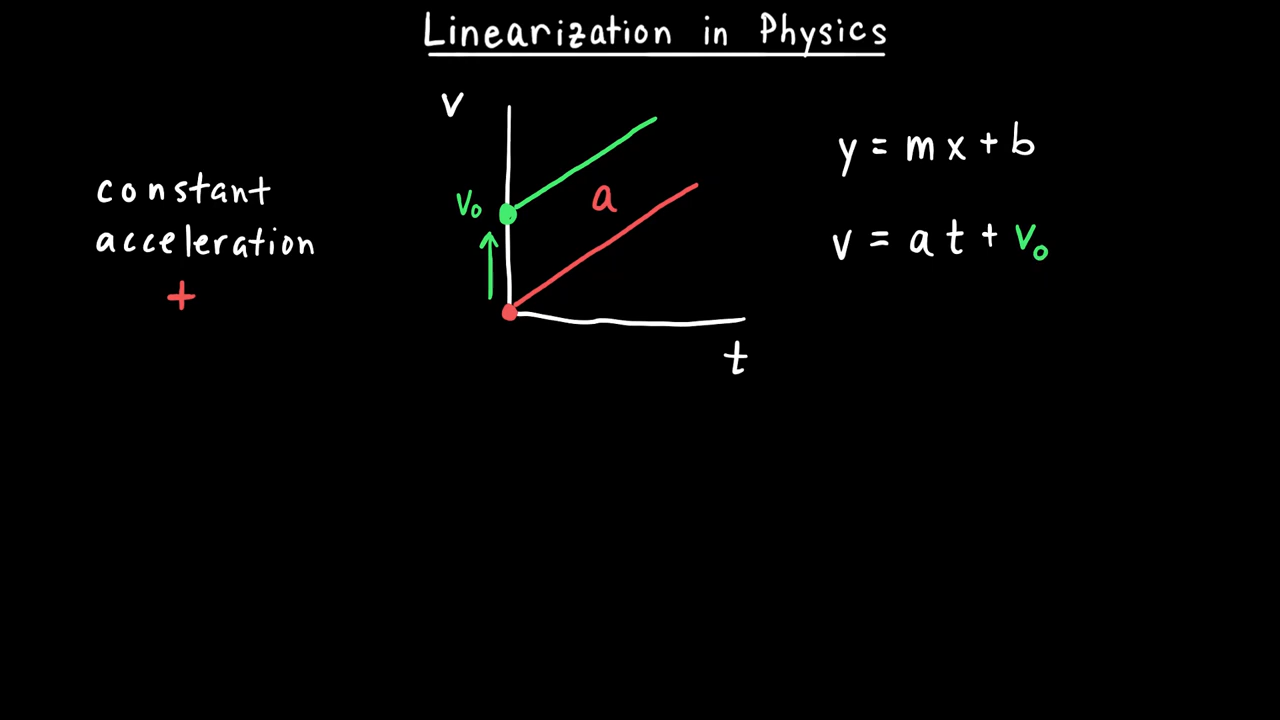 Linearization in Physics
constant
acceleration
+
v
v₀
a
t
y = mx + b
v = at + v₀